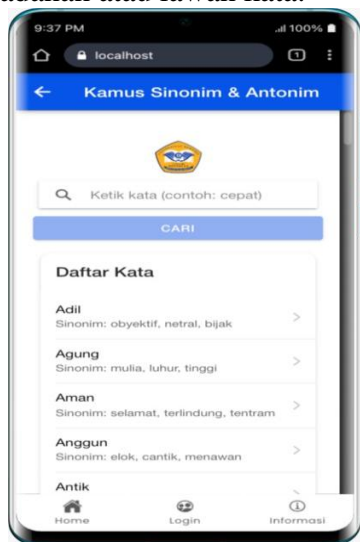 9:37 PM 100%
localhost 1
Kamus Sinonim & Antonim
Ketik kata (contoh: cepat)
CARI
Daftar Kata
Adil
Sinonim: obyektif, netral, bijak
Agung
Sinonim: mulia, luhur, tinggi
Aman
Sinonim: selamat, terlindung, tentram
Anggun
Sinonim: elok, cantik, menawan
Antik
Home Login Informasi